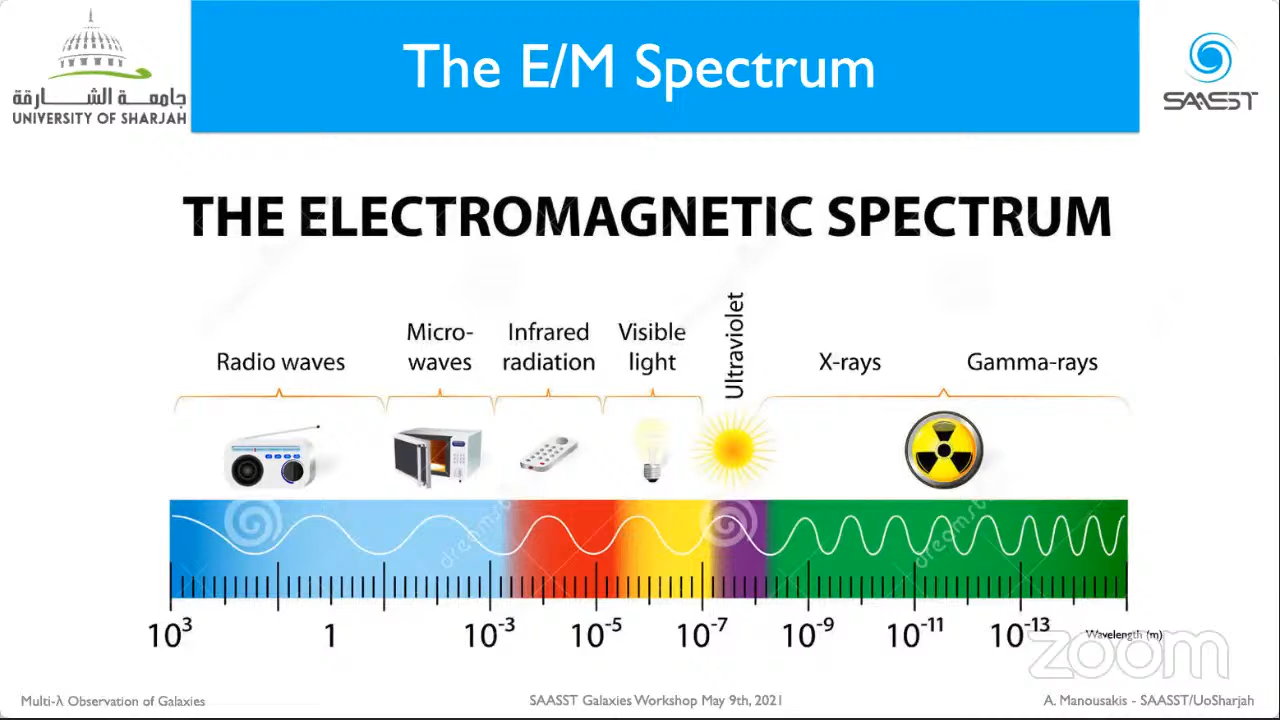 The E/M Spectrum
جامعـــة الشـــارقة
UNIVERSITY OF SHARJAH
SAASST
THE ELECTROMAGNETIC SPECTRUM
Radio waves
Micro-
waves
Infrared
radiation
Visible
light
Ultraviolet
X-rays
Gamma-rays
dreamst
dreamst
10³ 1 10⁻³ 10⁻⁵ 10⁻⁷ 10⁻⁹ 10⁻¹¹ 10⁻¹³ Wavelength (m)
zoom
Multi-λ Observation of Galaxies
SAASST Galaxies Workshop May 9th, 2021
A. Manousakis - SAASST/UoSharjah